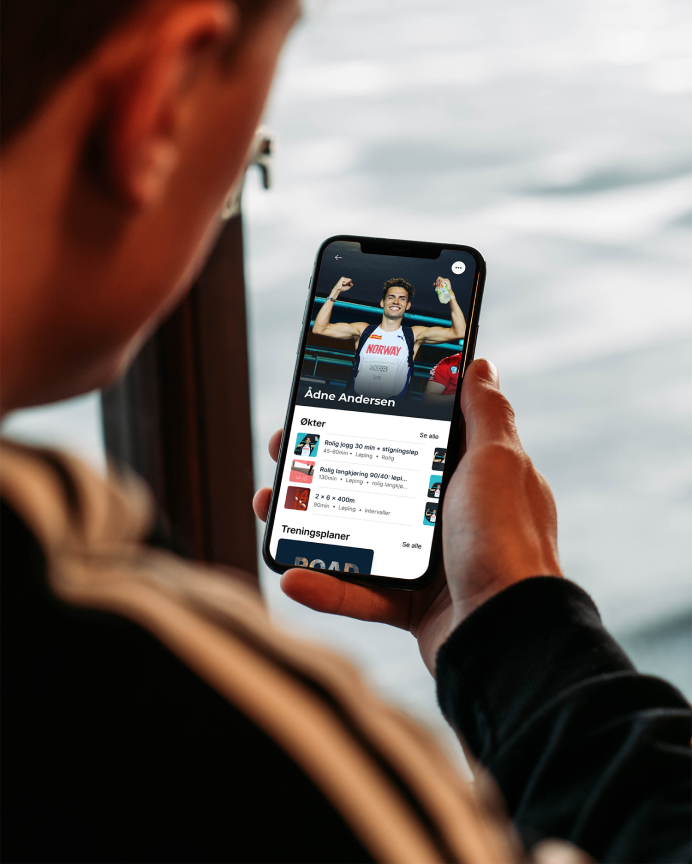 NORWAY
Ådne Andersen
Økter
Se alle
Rolig jogg 30 min + stigningsløp
45-60min • Løping • Rolig
Rolig langkjøring 90/40: løpi...
130min • Løping • rolig langkjø...
2 x 6 x 400m
90min • Løping • Intervaller
Treningsplaner
Se alle
ROAD